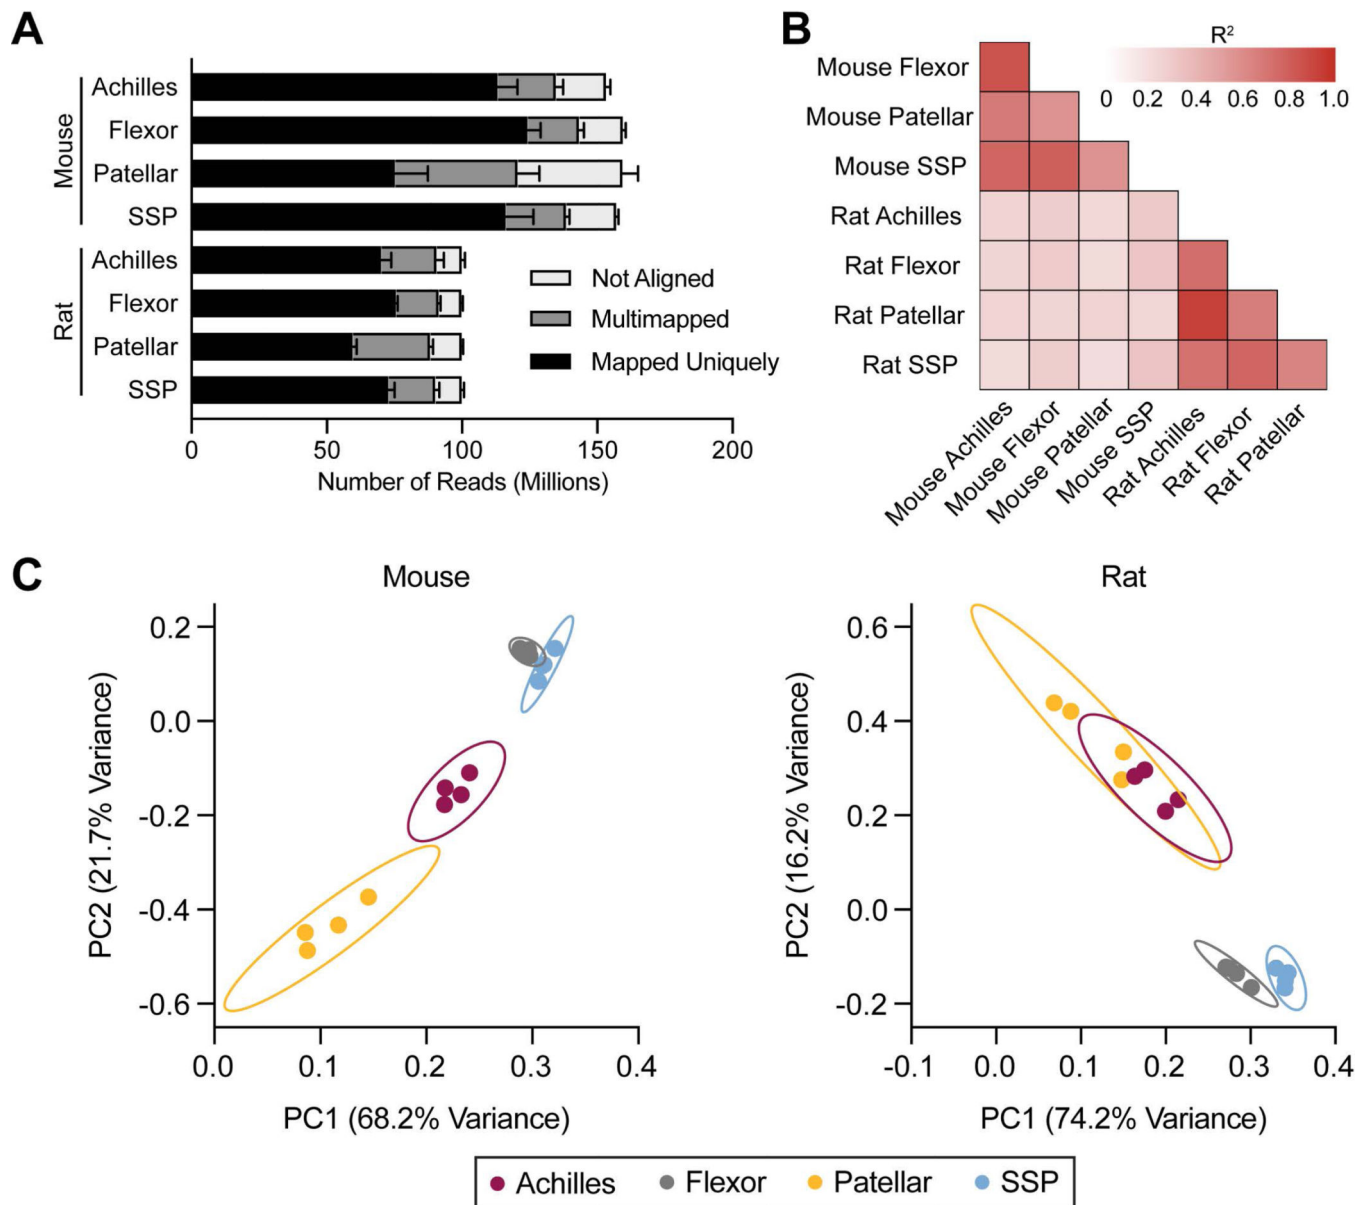 A
Mouse
Achilles
Flexor
Patellar
SSP
Rat
Achilles
Flexor
Patellar
SSP
Not Aligned
Multimapped
Mapped Uniquely
0 50 100 150 200
Number of Reads (Millions)
B
R²
0 0.2 0.4 0.6 0.8 1.0
Mouse Flexor
Mouse Patellar
Mouse SSP
Rat Achilles
Rat Flexor
Rat Patellar
Rat SSP
Mouse Achilles
Mouse Flexor
Mouse Patellar
Mouse SSP
Rat Achilles
Rat Flexor
Rat Patellar
C
Mouse
PC2 (21.7% Variance)
0.2
0.0
-0.2
-0.4
-0.6
0.0 0.1 0.2 0.3 0.4
PC1 (68.2% Variance)
Rat
PC2 (16.2% Variance)
0.6
0.4
0.2
0.0
-0.2
-0.1 0.0 0.1 0.2 0.3 0.4
PC1 (74.2% Variance)
Achilles Flexor Patellar SSP